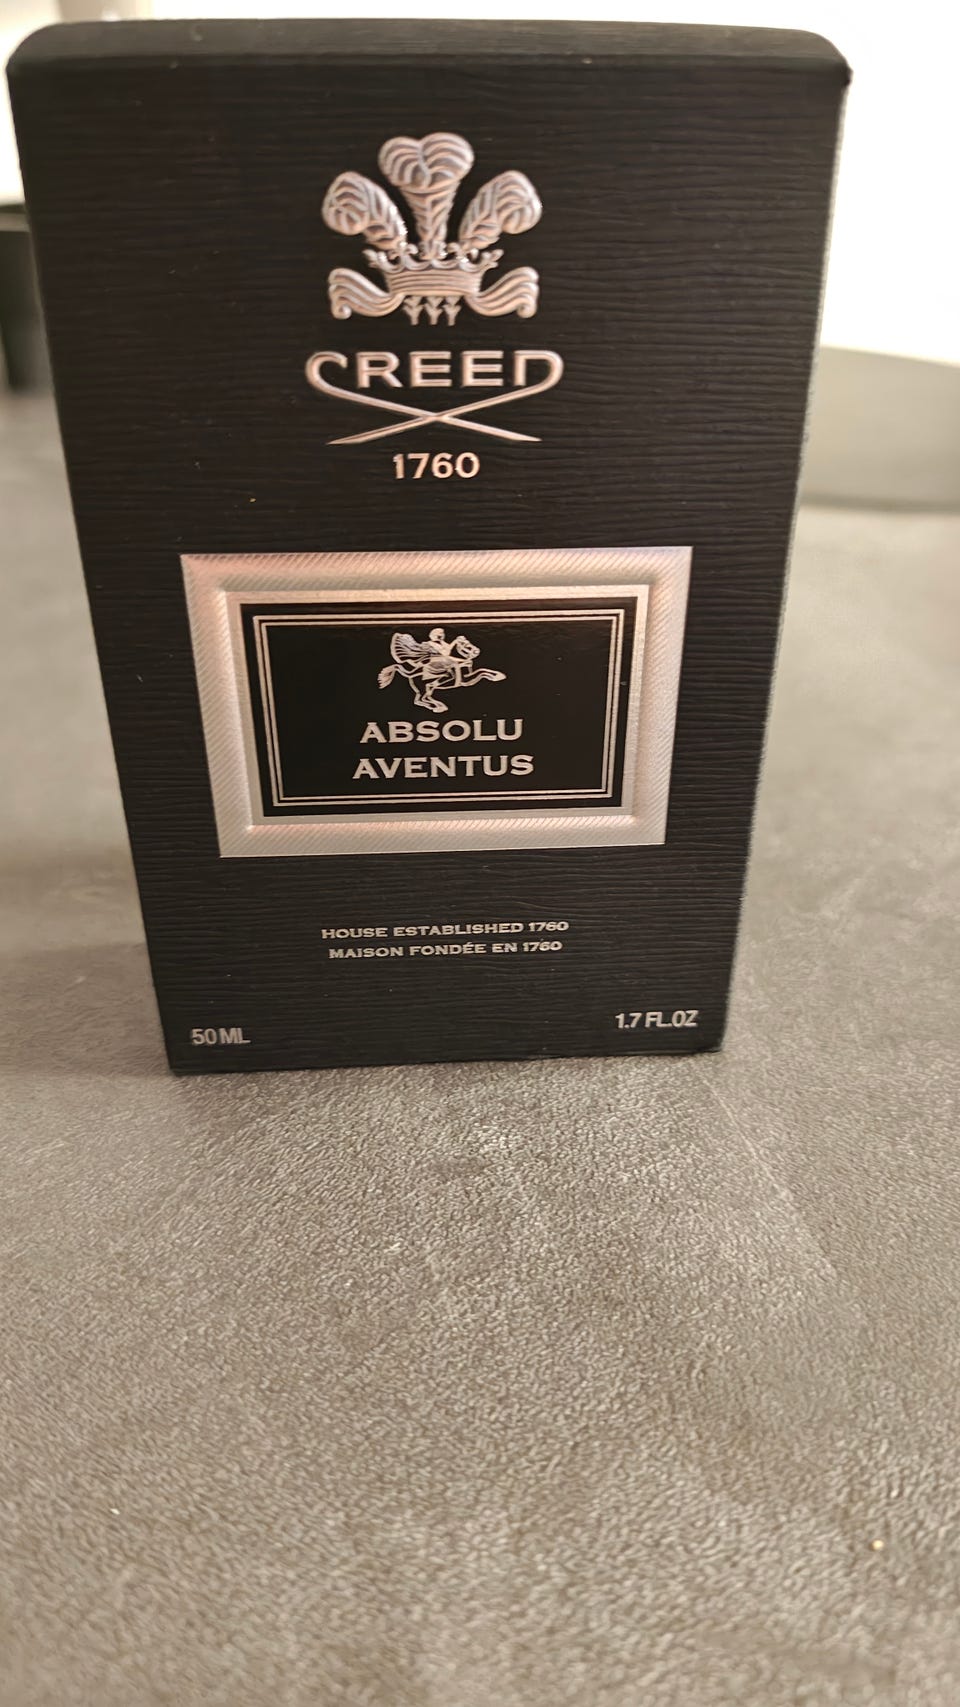 CREED
1760
ABSOLU
AVENTUS
HOUSE ESTABLISHED 1760
MAISON FONDÉE EN 1760
50 ML
1.7 FL.OZ